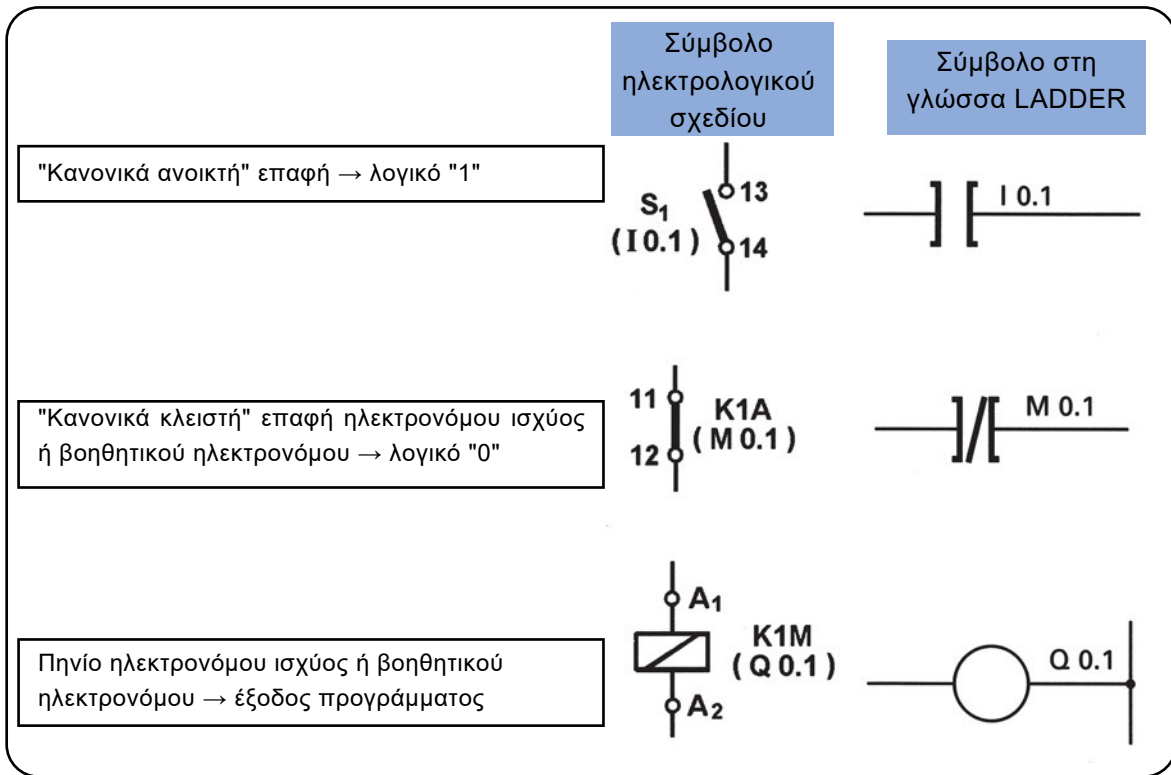 Σύμβολο
ηλεκτρολογικού
σχεδίου
Σύμβολο στη
γλώσσα LADDER
"Κανονικά ανοικτή" επαφή → λογικό "1"
S1
(I 0.1)
13
14
I 0.1
"Κανονικά κλειστή" επαφή ηλεκτρονόμου ισχύος
ή βοηθητικού ηλεκτρονόμου → λογικό "0"
11
12
K1A
(M 0.1)
M 0.1
Πηνίο ηλεκτρονόμου ισχύος ή βοηθητικού
ηλεκτρονόμου → έξοδος προγράμματος
A1
A2
K1M
(Q 0.1)
Q 0.1